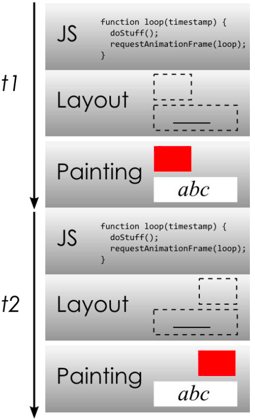 t1
JS
function loop(timestamp) {
doStuff();
requestAnimationFrame(loop);
}
Layout
Painting
abc
t2
JS
function loop(timestamp) {
doStuff();
requestAnimationFrame(loop);
}
Layout
Painting
abc